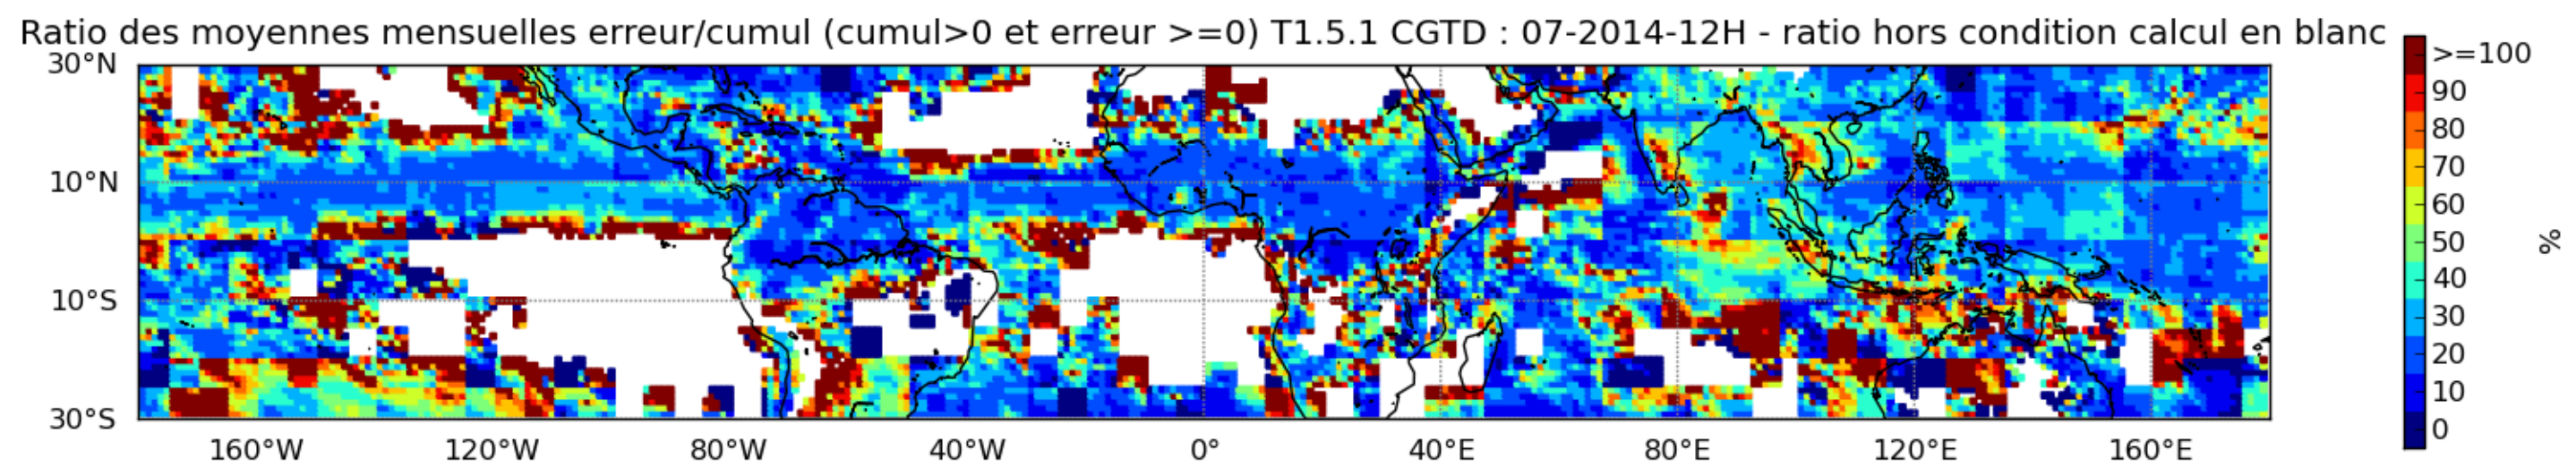 Ratio des moyennes mensuelles erreur/cumul (cumul>0 et erreur >=0) T1.5.1 CGTD : 07-2014-12H - ratio hors condition calcul en blanc
30°N
10°N
10°S
30°S
160°W 120°W 80°W 40°W 0° 40°E 80°E 120°E 160°E
>=100
90
80
70
60
50
40
30
20
10
0
%